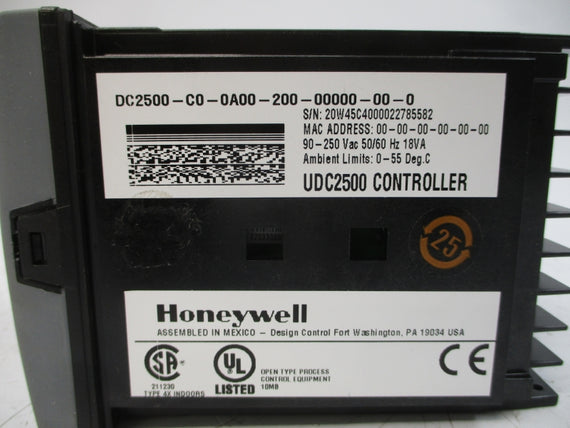 DC2500-C0-0A00-200-00000-00-0
S/N: 20W45C4000022785582
MAC ADDRESS: 00-00-00-00-00-00
90-250 Vac 50/60 Hz 18VA
Ambient Limits: 0-55 Deg.C
UDC2500 CONTROLLER
25
Honeywell
ASSEMBLED IN MEXICO - Design Control Fort Washington, PA 19034 USA
SA
211230
TYPE 4X INDOORS
UL
LISTED
OPEN TYPE PROCESS
CONTROL EQUIPMENT
10MB
CE